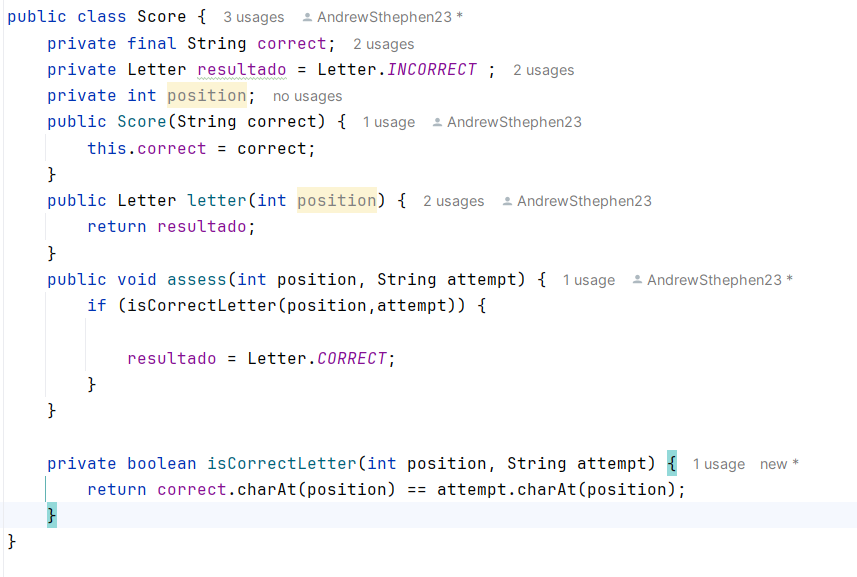 public class Score {  3 usages  AndrewSthephen23 *
    private final String correct;  2 usages
    private Letter resultado = Letter.INCORRECT ;  2 usages
    private int position;  no usages
    public Score(String correct) {  1 usage  AndrewSthephen23
        this.correct = correct;
    }
    public Letter letter(int position) {  2 usages  AndrewSthephen23
        return resultado;
    }
    public void assess(int position, String attempt) {  1 usage  AndrewSthephen23 *
        if (isCorrectLetter(position,attempt)) {
            resultado = Letter.CORRECT;
        }
    }
    private boolean isCorrectLetter(int position, String attempt) {  1 usage  new *
        return correct.charAt(position) == attempt.charAt(position);
    }
}